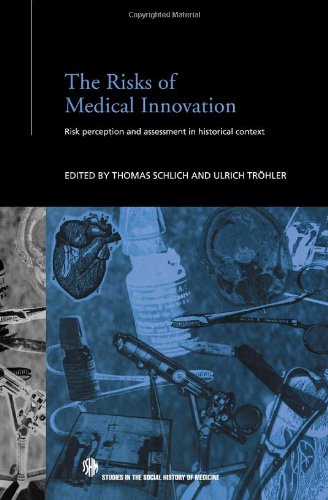 Copyrighted material
The Risks of
Medical Innovation
Risk perception and assessment in historical context
EDITED BY THOMAS SCHLICH AND ULRICH TRÖHLER
SSHM
STUDIES IN THE SOCIAL HISTORY OF MEDICINE